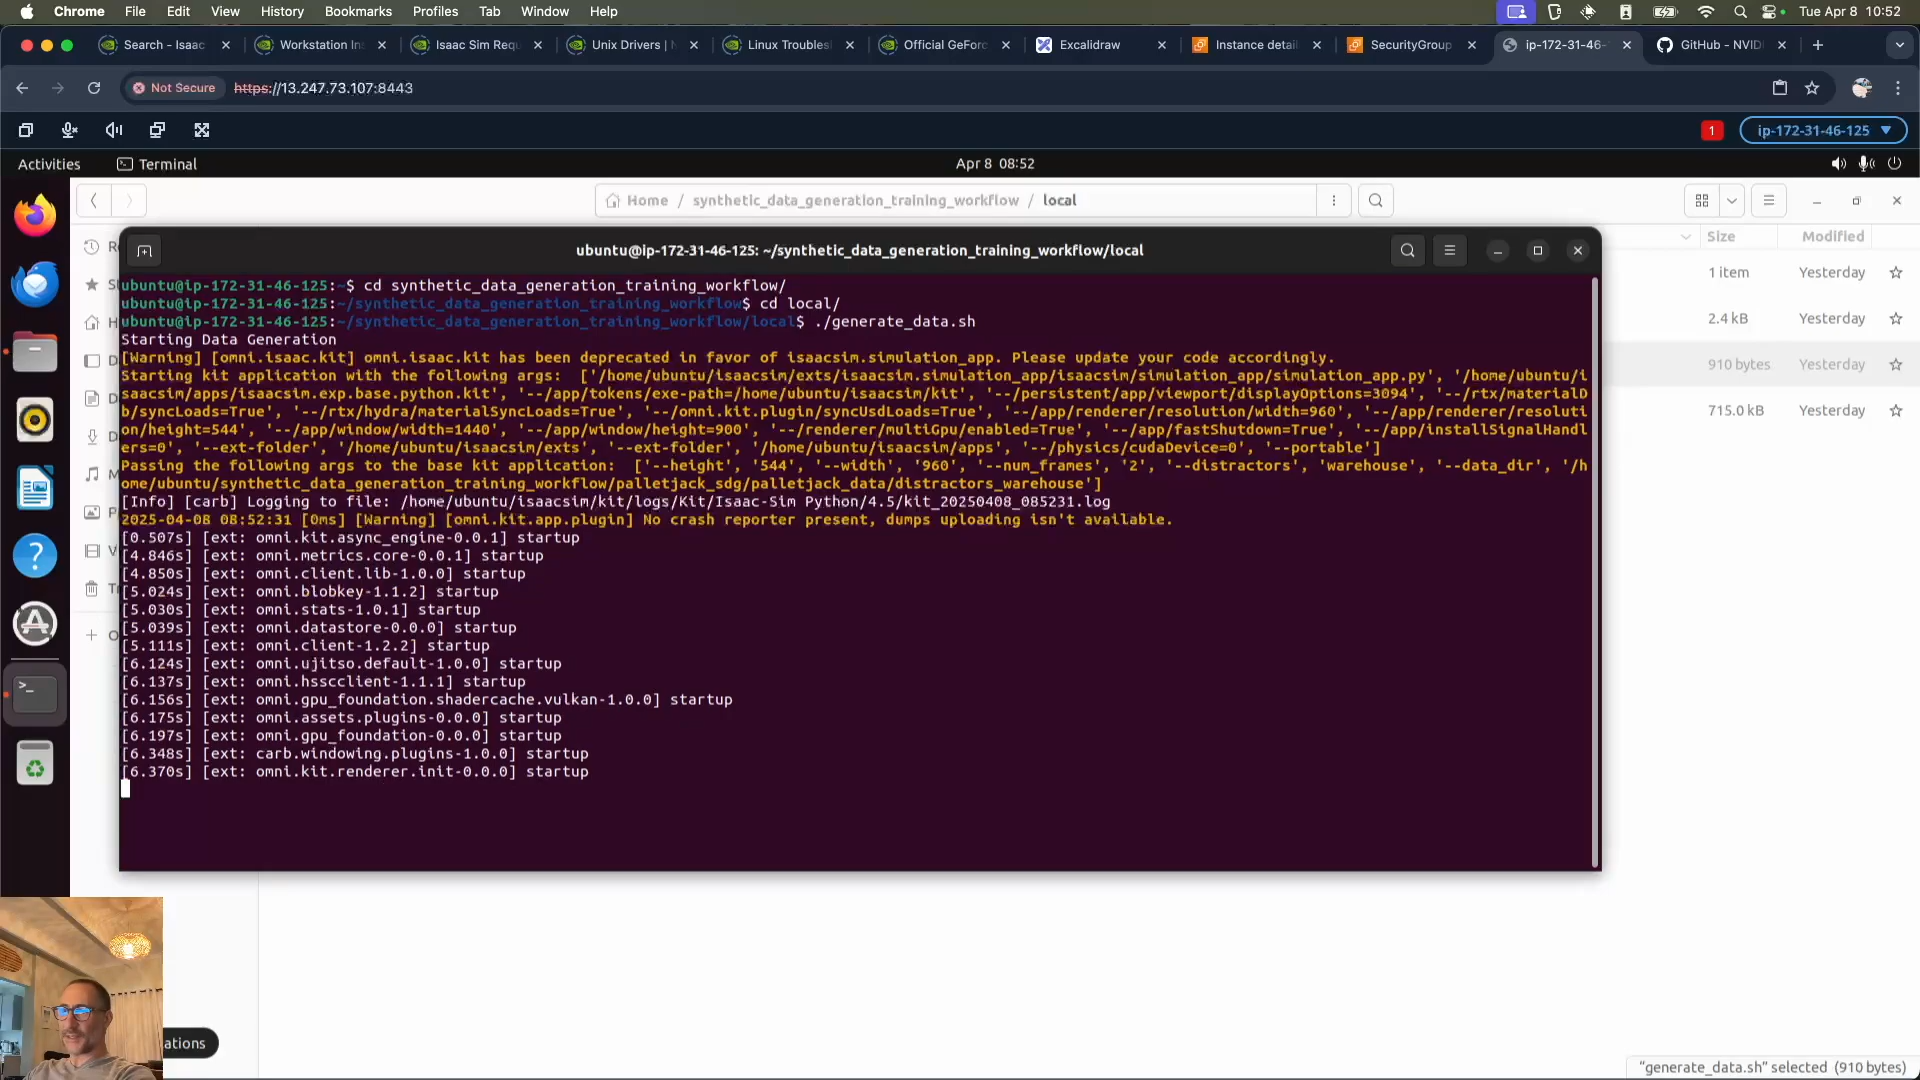 Chrome File Edit View History Bookmarks Profiles Tab Window Help Tue Apr 8 10:52
Search - Isaac Workstation In Isaac Sim Requ Unix Drivers | N Linux Troubles Official GeForc Excalidraw Instance detail SecurityGroup ip-172-31-46- GitHub - NVIDI
Not Secure https://13.247.73.107:8443
1 ip-172-31-46-125
Activities Terminal Apr 8 08:52
Home / synthetic_data_generation_training_workflow / local
Size Modified
ubuntu@ip-172-31-46-125: ~/synthetic_data_generation_training_workflow/local
1 item Yesterday
2.4 kB Yesterday
910 bytes Yesterday
715.0 kB Yesterday
ubuntu@ip-172-31-46-125:~$ cd synthetic_data_generation_training_workflow/
ubuntu@ip-172-31-46-125:~/synthetic_data_generation_training_workflow$ cd local/
ubuntu@ip-172-31-46-125:~/synthetic_data_generation_training_workflow/local$ ./generate_data.sh
Starting Data Generation
[Warning] [omni.isaac.kit] omni.isaac.kit has been deprecated in favor of isaacsim.simulation_app. Please update your code accordingly.
Starting kit application with the following args:  ['/home/ubuntu/isaacsim/exts/isaacsim.simulation_app/isaacsim/simulation_app/simulation_app.py', '/home/ubuntu/i
saacsim/apps/isaacsim.exp.base.python.kit', '--/app/tokens/exe-path=/home/ubuntu/isaacsim/kit', '--/persistent/app/viewport/displayOptions=3094', '--/rtx/materialD
b/syncLoads=True', '--/rtx/hydra/materialSyncLoads=True', '--/omni.kit.plugin/syncUsdLoads=True', '--/app/renderer/resolution/width=960', '--/app/renderer/resoluti
on/height=544', '--/app/window/width=1440', '--/app/window/height=900', '--/renderer/multiGpu/enabled=True', '--/app/fastShutdown=True', '--/app/installSignalHandl
ers=0', '--ext-folder', '/home/ubuntu/isaacsim/exts', '--ext-folder', '/home/ubuntu/isaacsim/apps', '--/physics/cudaDevice=0', '--portable']
Passing the following args to the base kit application:  ['--height', '544', '--width', '960', '--num_frames', '2', '--distractors', 'warehouse', '--data_dir', '/h
ome/ubuntu/synthetic_data_generation_training_workflow/palletjack_sdg/palletjack_data/distractors_warehouse']
[Info] [carb] Logging to file: /home/ubuntu/isaacsim/kit/logs/Kit/Isaac-Sim Python/4.5/kit_20250408_085231.log
2025-04-08 08:52:31 [0ms] [Warning] [omni.kit.app.plugin] No crash reporter present, dumps uploading isn't available.
[0.507s] [ext: omni.kit.async_engine-0.0.1] startup
[4.846s] [ext: omni.metrics.core-0.0.1] startup
[4.850s] [ext: omni.client.lib-1.0.0] startup
[5.024s] [ext: omni.blobkey-1.1.2] startup
[5.030s] [ext: omni.stats-1.0.1] startup
[5.039s] [ext: omni.datastore-0.0.0] startup
[5.111s] [ext: omni.client-1.2.2] startup
[6.124s] [ext: omni.ujitso.default-1.0.0] startup
[6.137s] [ext: omni.hsscclient-1.1.1] startup
[6.156s] [ext: omni.gpu_foundation.shadercache.vulkan-1.0.0] startup
[6.175s] [ext: omni.assets.plugins-0.0.0] startup
[6.197s] [ext: omni.gpu_foundation-0.0.0] startup
[6.348s] [ext: carb.windowing.plugins-1.0.0] startup
[6.370s] [ext: omni.kit.renderer.init-0.0.0] startup
ations
"generate_data.sh" selected (910 bytes)